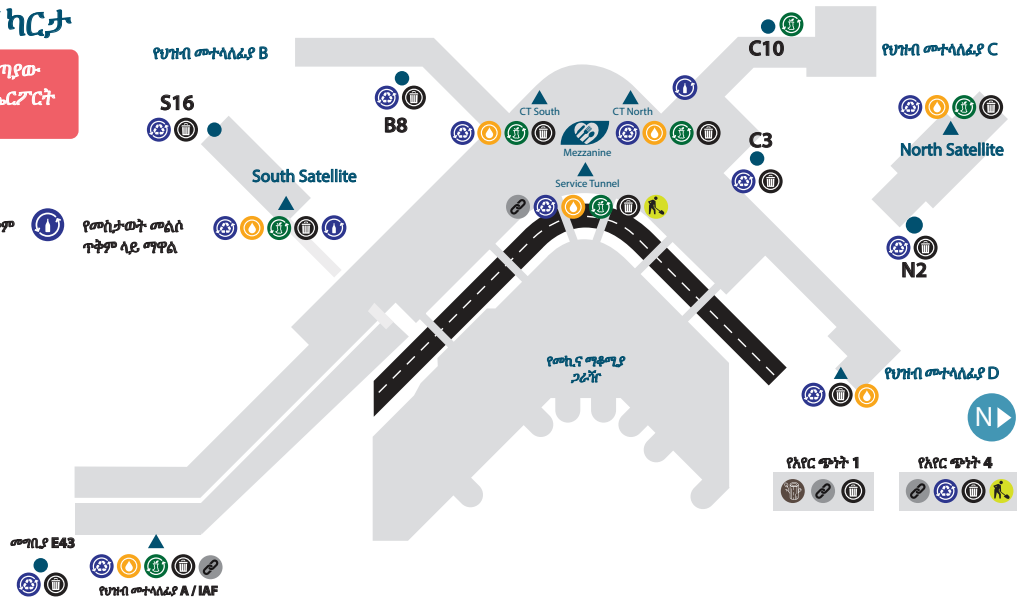 ካርታ
የህዝብ መተላለፊያ B
C10
የህዝብ መተላለፊያ C
S16
B8
CT South
CT North
Mezzanine
Service Tunnel
C3
North Satellite
South Satellite
የመስታወት መልሶ
ጥቅም ላይ ማዋል
N2
የመኪና ማቆሚያ
ጋራዥ
የህዝብ መተላለፊያ D
N
የአየር ጭነት 1
የአየር ጭነት 4
መግቢያ E43
የህዝብ መተላለፊያ A / IAF